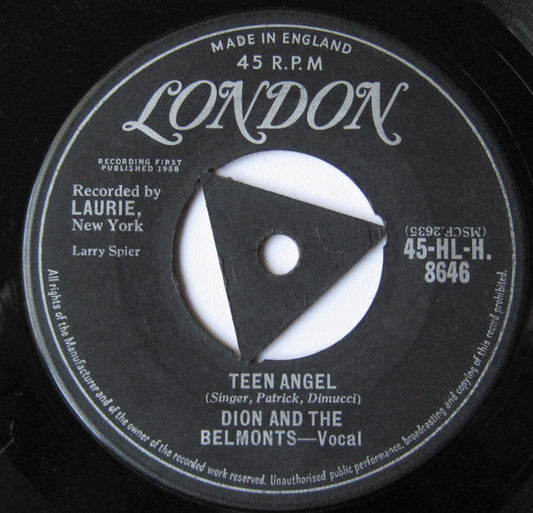 MADE IN ENGLAND
45 R.P.M
LONDON
RECORDING FIRST
PUBLISHED 1958
Recorded by
LAURIE,
New York
Larry Spier
(MSCP.2635)
45-HL-H.
8646
TEEN ANGEL
(Singer, Patrick, Dimucci)
DION AND THE
BELMONTS—Vocal
All rights of the Manufacturer and of the owner of the recorded work reserved. Unauthorised public performance, broadcasting and copying of this record prohibited.